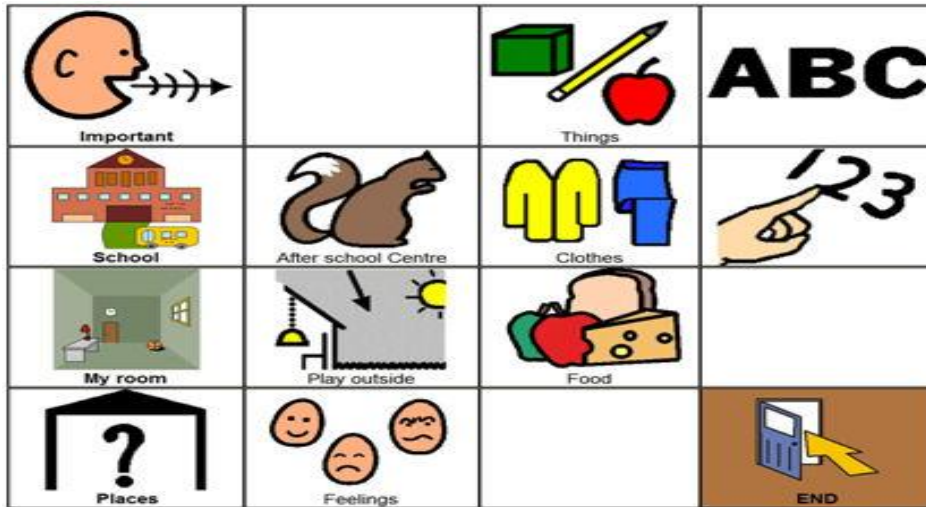 Important
Things
ABC
School
After school Centre
Clothes
123
My room
Play outside
Food
?
Places
Feelings
END